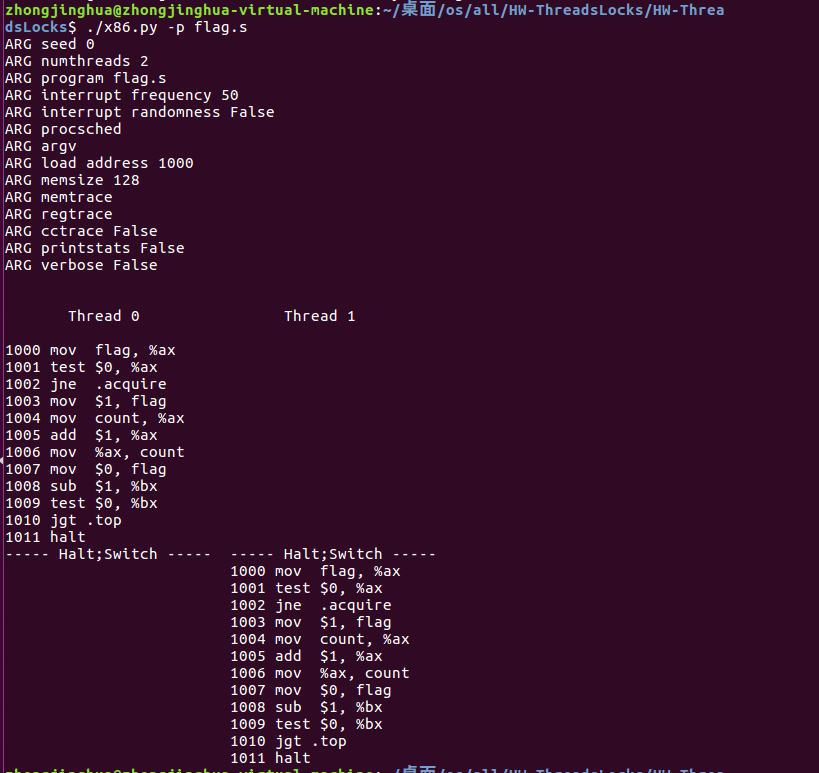 zhongjinghua@zhongjinghua-virtual-machine:~/桌面/os/all/HW-ThreadsLocks/HW-Threa
dsLocks$ ./x86.py -p flag.s
ARG seed 0
ARG numthreads 2
ARG program flag.s
ARG interrupt frequency 50
ARG interrupt randomness False
ARG procsched
ARG argv
ARG load address 1000
ARG memsize 128
ARG memtrace
ARG regtrace
ARG cctrace False
ARG printstats False
ARG verbose False
Thread 0 Thread 1
1000 mov  flag, %ax
1001 test $0, %ax
1002 jne  .acquire
1003 mov  $1, flag
1004 mov  count, %ax
1005 add  $1, %ax
1006 mov  %ax, count
1007 mov  $0, flag
1008 sub  $1, %bx
1009 test $0, %bx
1010 jgt .top
1011 halt
----- Halt;Switch -----  ----- Halt;Switch -----
1000 mov  flag, %ax
1001 test $0, %ax
1002 jne  .acquire
1003 mov  $1, flag
1004 mov  count, %ax
1005 add  $1, %ax
1006 mov  %ax, count
1007 mov  $0, flag
1008 sub  $1, %bx
1009 test $0, %bx
1010 jgt .top
1011 halt